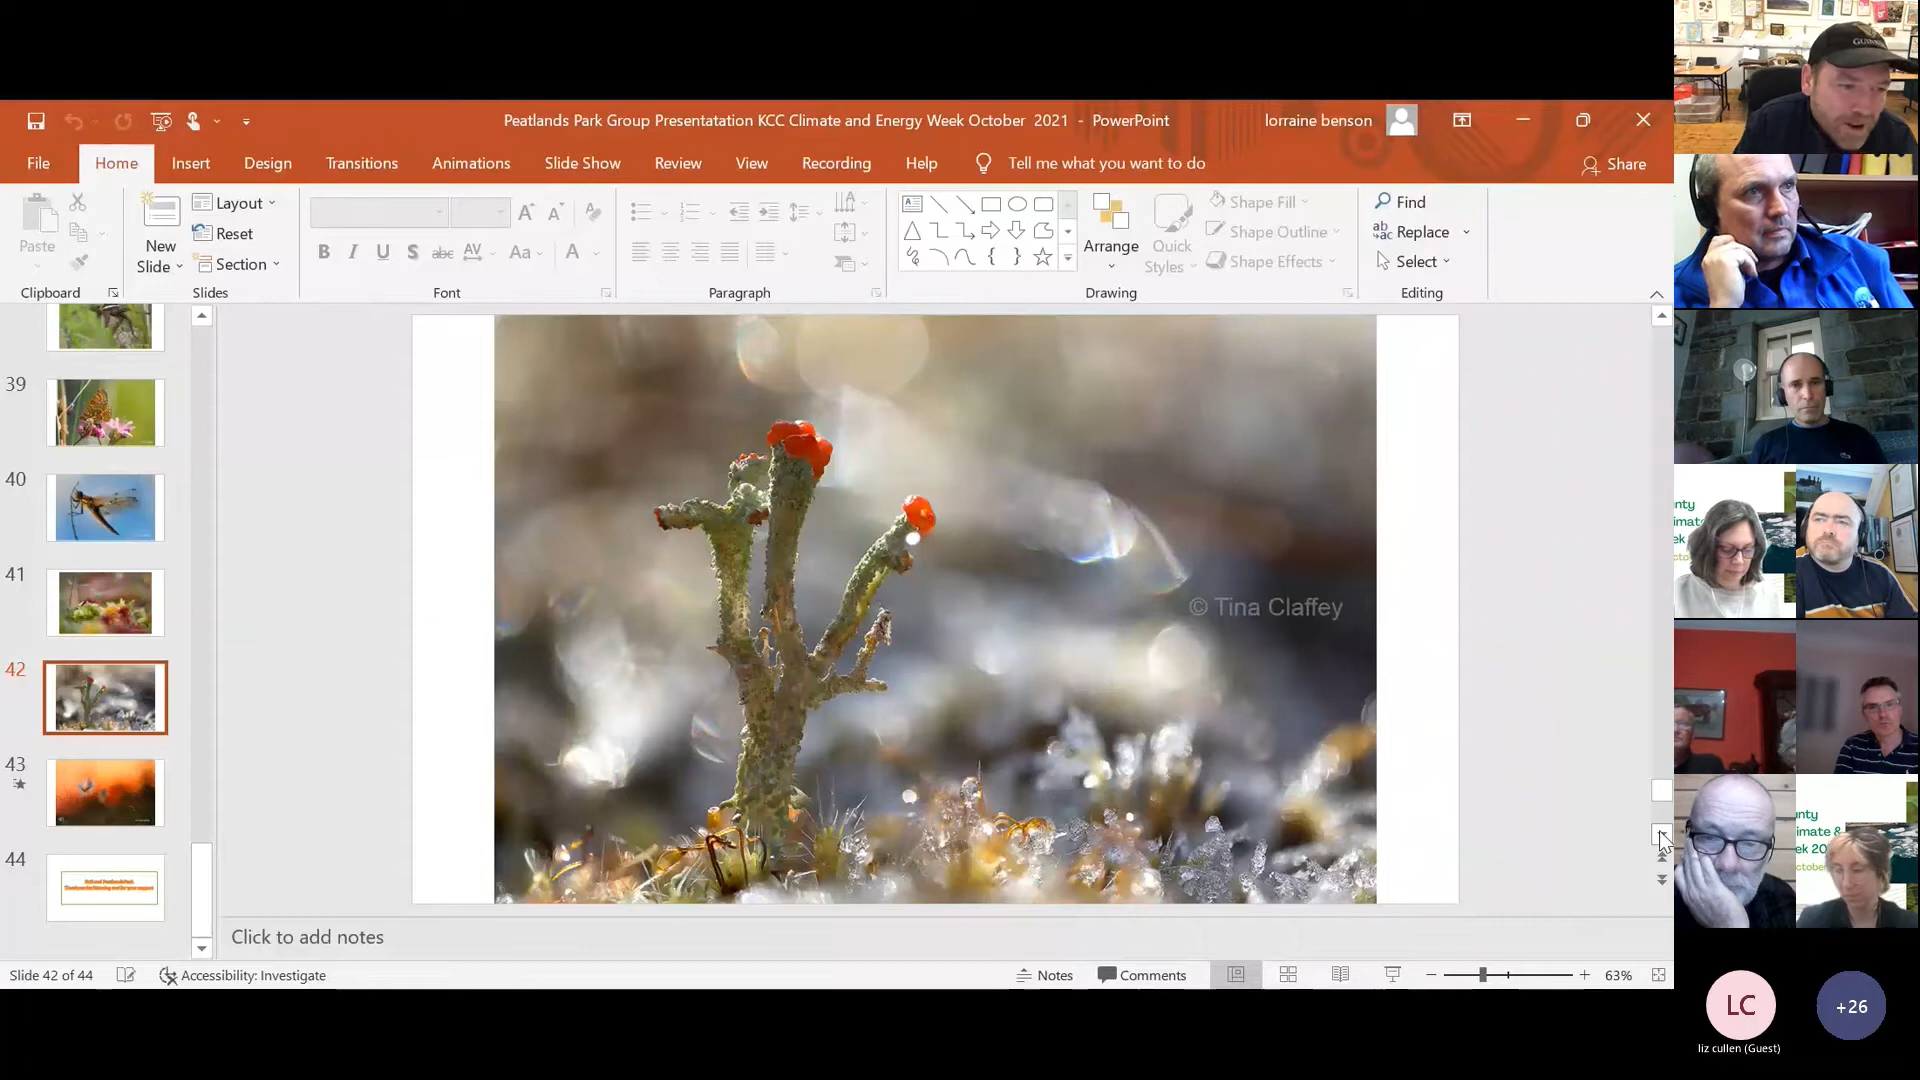 Peatlands Park Group Presentatation KCC Climate and Energy Week October 2021 - PowerPoint
lorraine benson
File Home Insert Design Transitions Animations Slide Show Review View Recording Help Tell me what you want to do Share
Paste
Clipboard
New Slide
Layout
Reset
Section
Slides
B I U S abc AV Aa A
Font
Paragraph
Arrange
Quick Styles
Shape Fill
Shape Outline
Shape Effects
Drawing
Find
Replace
Select
Editing
39
40
41
42
43
44
© Tina Claffey
Click to add notes
Slide 42 of 44
Accessibility: Investigate
Notes
Comments
63%
GUINNESS
LC
liz cullen (Guest)
+26